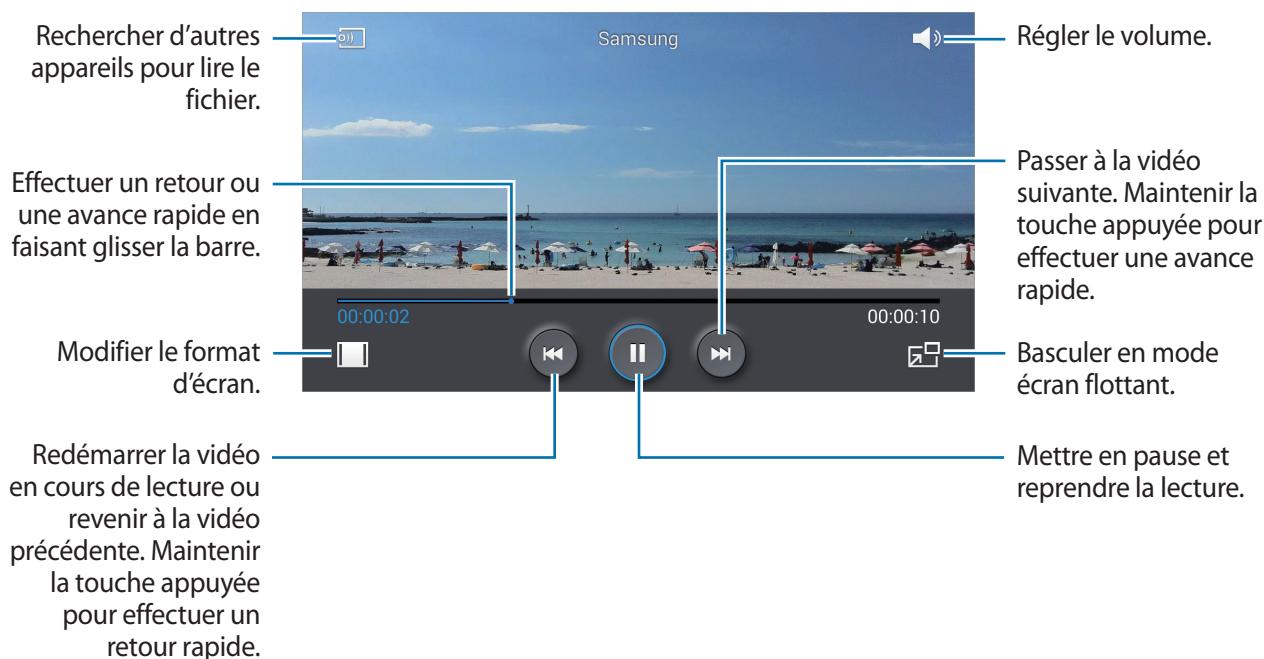 Rechercher d'autres
appareils pour lire le
fichier.
Effectuer un retour ou
une avance rapide en
faisant glisser la barre.
Modifier le format
d'écran.
Redémarrer la vidéo
en cours de lecture ou
revenir à la vidéo
précédente. Maintenir
la touche appuyée
pour effectuer un
retour rapide.
Samsung
00:00:02
00:00:10
Régler le volume.
Passer à la vidéo
suivante. Maintenir la
touche appuyée pour
effectuer une avance
rapide.
Basculer en mode
écran flottant.
Mettre en pause et
reprendre la lecture.